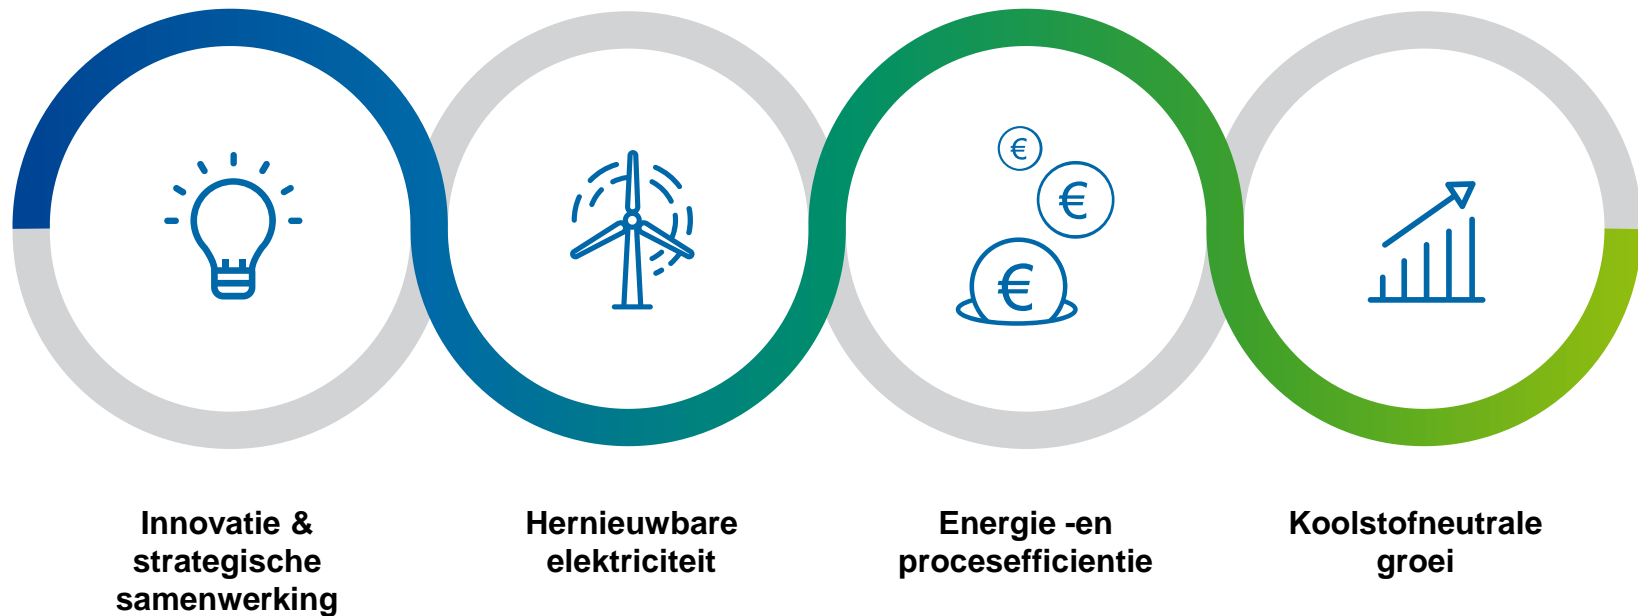 €
€
€
Innovatie &
strategische
samenwerking
Hernieuwbare
elektriciteit
Energie -en
procesefficientie
Koolstofneutrale
groei